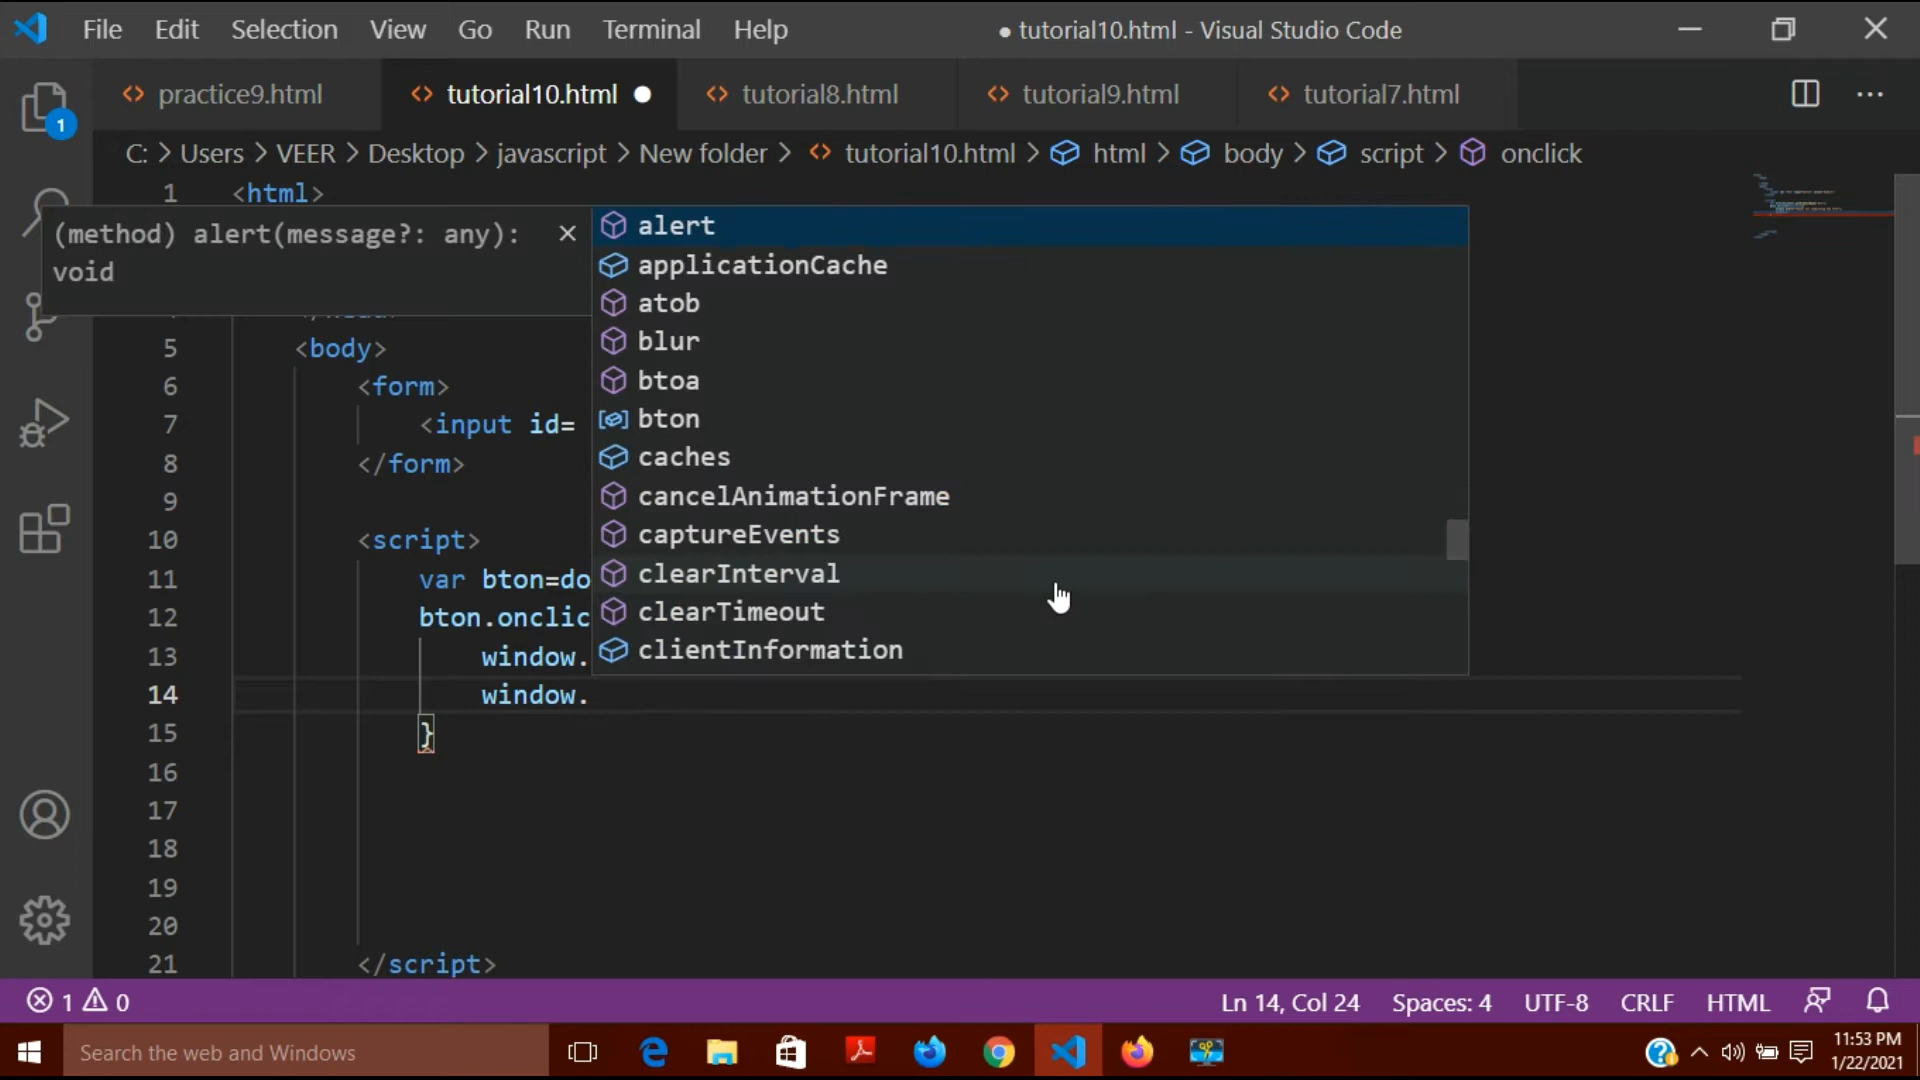 File Edit Selection View Go Run Terminal Help
● tutorial10.html - Visual Studio Code
practice9.html tutorial10.html tutorial8.html tutorial9.html tutorial7.html
1
C: > Users > VEER > Desktop > javascript > New folder > tutorial10.html > html > body > script > onclick
1 <html>
(method) alert(message?: any):
void
alert
applicationCache
atob
blur
btoa
bton
caches
cancelAnimationFrame
captureEvents
clearInterval
clearTimeout
clientInformation
5 <body>
6 <form>
7 <input id=
8 </form>
9
10 <script>
11 var bton=do
12 bton.onclic
13 window.
14 window.
15 }
16
17
18
19
20
21 </script>
1 0
Ln 14, Col 24 Spaces: 4 UTF-8 CRLF HTML
Search the web and Windows
11:53 PM
1/22/2021